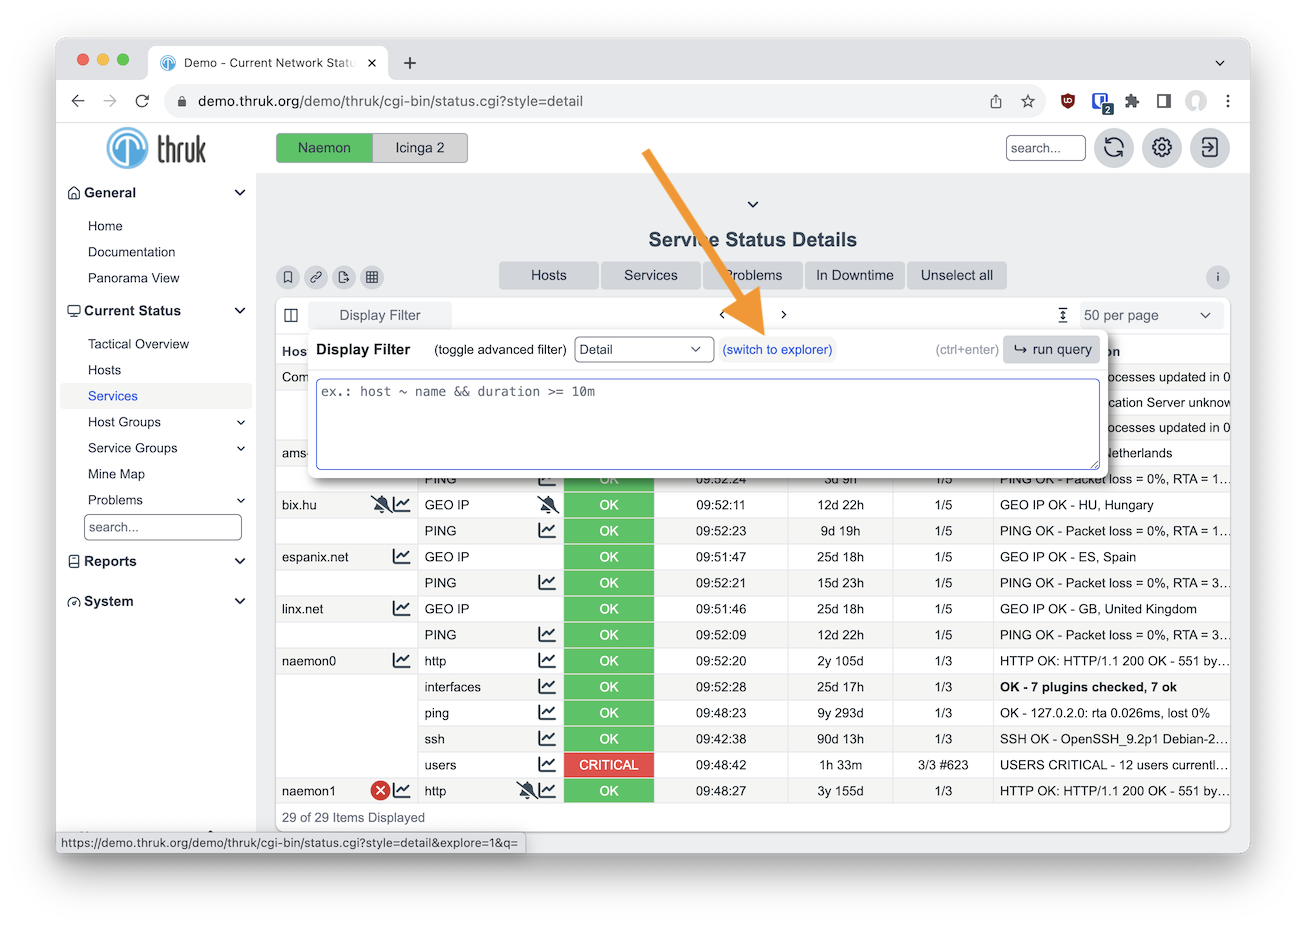 Demo - Current Network Statu
demo.thruk.org/demo/thruk/cgi-bin/status.cgi?style=detail
2
thruk
Naemon
Icinga 2
search...
General
Home
Documentation
Panorama View
Current Status
Tactical Overview
Hosts
Services
Host Groups
Service Groups
Mine Map
Problems
search...
Reports
System
Service Status Details
Hosts Services Problems In Downtime Unselect all
Display Filter
50 per page
Hos
Display Filter (toggle advanced filter) Detail (switch to explorer) (ctrl+enter) run query
ex.: host ~ name && duration >= 10m
Com ocesses updated in 0
cation Server unknow
ocesses updated in 0
ams etherlands
PING OK 09:52:24 3d 9h 1/5 PING OK - Packet loss = 0%, RTA = 1...
bix.hu GEO IP OK 09:52:11 12d 22h 1/5 GEO IP OK - HU, Hungary
PING OK 09:52:23 9d 19h 1/5 PING OK - Packet loss = 0%, RTA = 1...
espanix.net GEO IP OK 09:51:47 25d 18h 1/5 GEO IP OK - ES, Spain
PING OK 09:52:21 15d 23h 1/5 PING OK - Packet loss = 0%, RTA = 3...
linx.net GEO IP OK 09:51:46 25d 18h 1/5 GEO IP OK - GB, United Kingdom
PING OK 09:52:09 12d 22h 1/5 PING OK - Packet loss = 0%, RTA = 3...
naemon0 http OK 09:52:20 2y 105d 1/3 HTTP OK: HTTP/1.1 200 OK - 551 by...
interfaces OK 09:52:28 25d 17h 1/3 OK - 7 plugins checked, 7 ok
ping OK 09:48:23 9y 293d 1/3 OK - 127.0.2.0: rta 0.026ms, lost 0%
ssh OK 09:42:38 90d 13h 1/3 SSH OK - OpenSSH_9.2p1 Debian-2...
users CRITICAL 09:48:42 1h 33m 3/3 #623 USERS CRITICAL - 12 users currentl...
naemon1 http OK 09:48:27 3y 155d 1/3 HTTP OK: HTTP/1.1 200 OK - 551 by...
29 of 29 Items Displayed
https://demo.thruk.org/demo/thruk/cgi-bin/status.cgi?style=detail&explore=1&q=